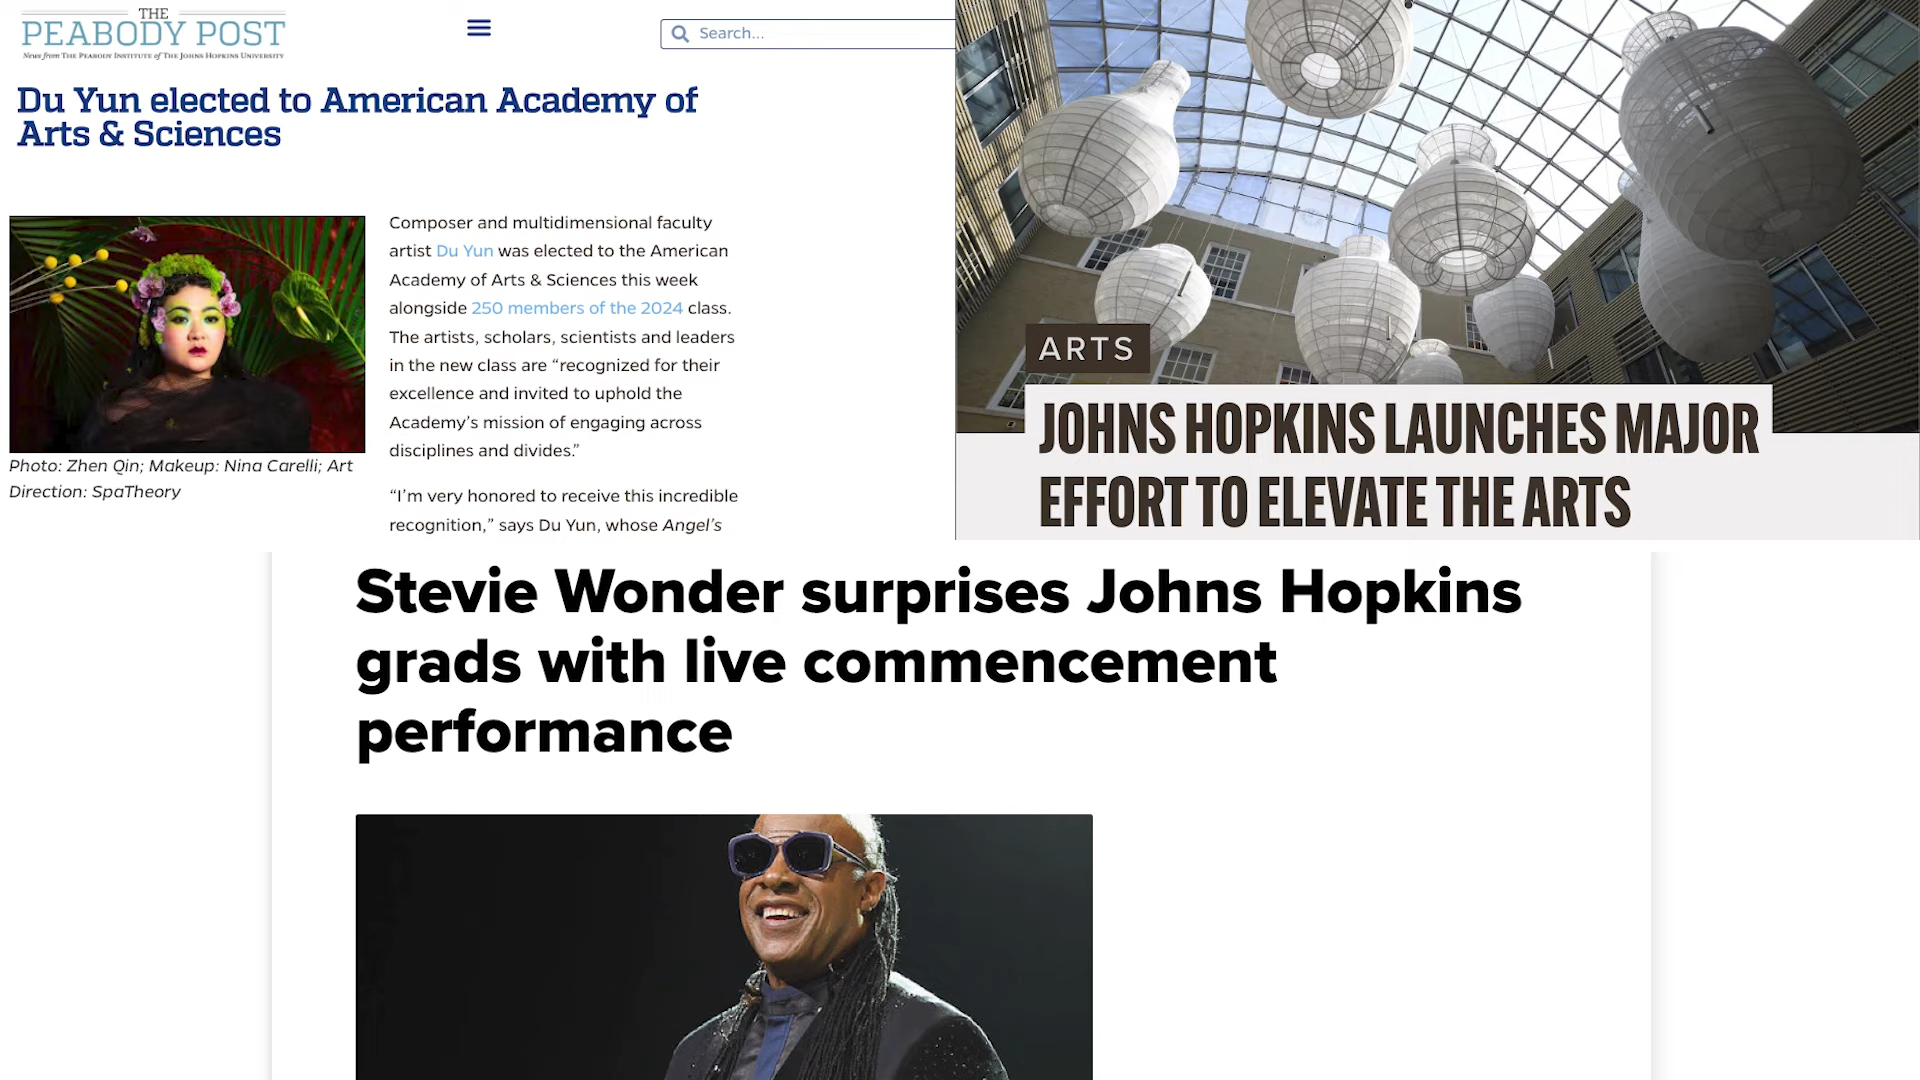 THE
PEABODY POST
News from The Peabody Institute of The Johns Hopkins University
Search...
Du Yun elected to American Academy of
Arts & Sciences
Photo: Zhen Qin; Makeup: Nina Carelli; Art
Direction: SpaTheory
Composer and multidimensional faculty
artist Du Yun was elected to the American
Academy of Arts & Sciences this week
alongside 250 members of the 2024 class.
The artists, scholars, scientists and leaders
in the new class are “recognized for their
excellence and invited to uphold the
Academy’s mission of engaging across
disciplines and divides.”
“I’m very honored to receive this incredible
recognition,” says Du Yun, whose Angel’s
ARTS
JOHNS HOPKINS LAUNCHES MAJOR
EFFORT TO ELEVATE THE ARTS
Stevie Wonder surprises Johns Hopkins
grads with live commencement
performance